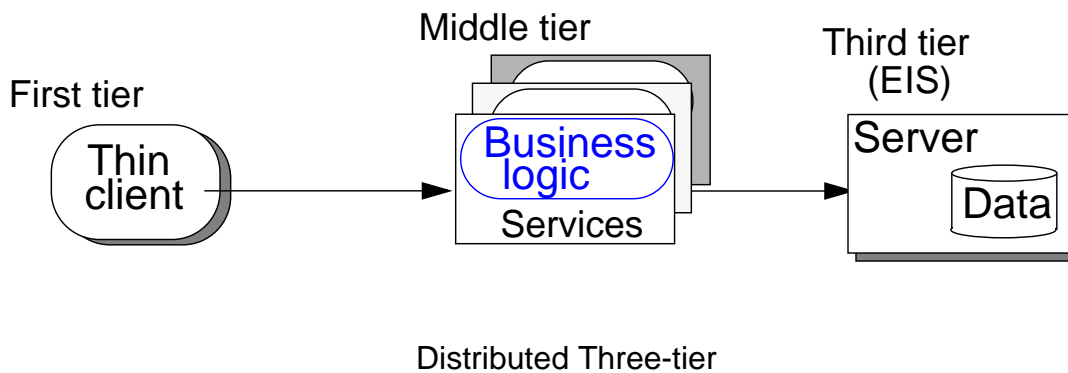 First tier
Thin
client
Middle tier
Business
logic
Services
Third tier
(EIS)
Server
Data
Distributed Three-tier